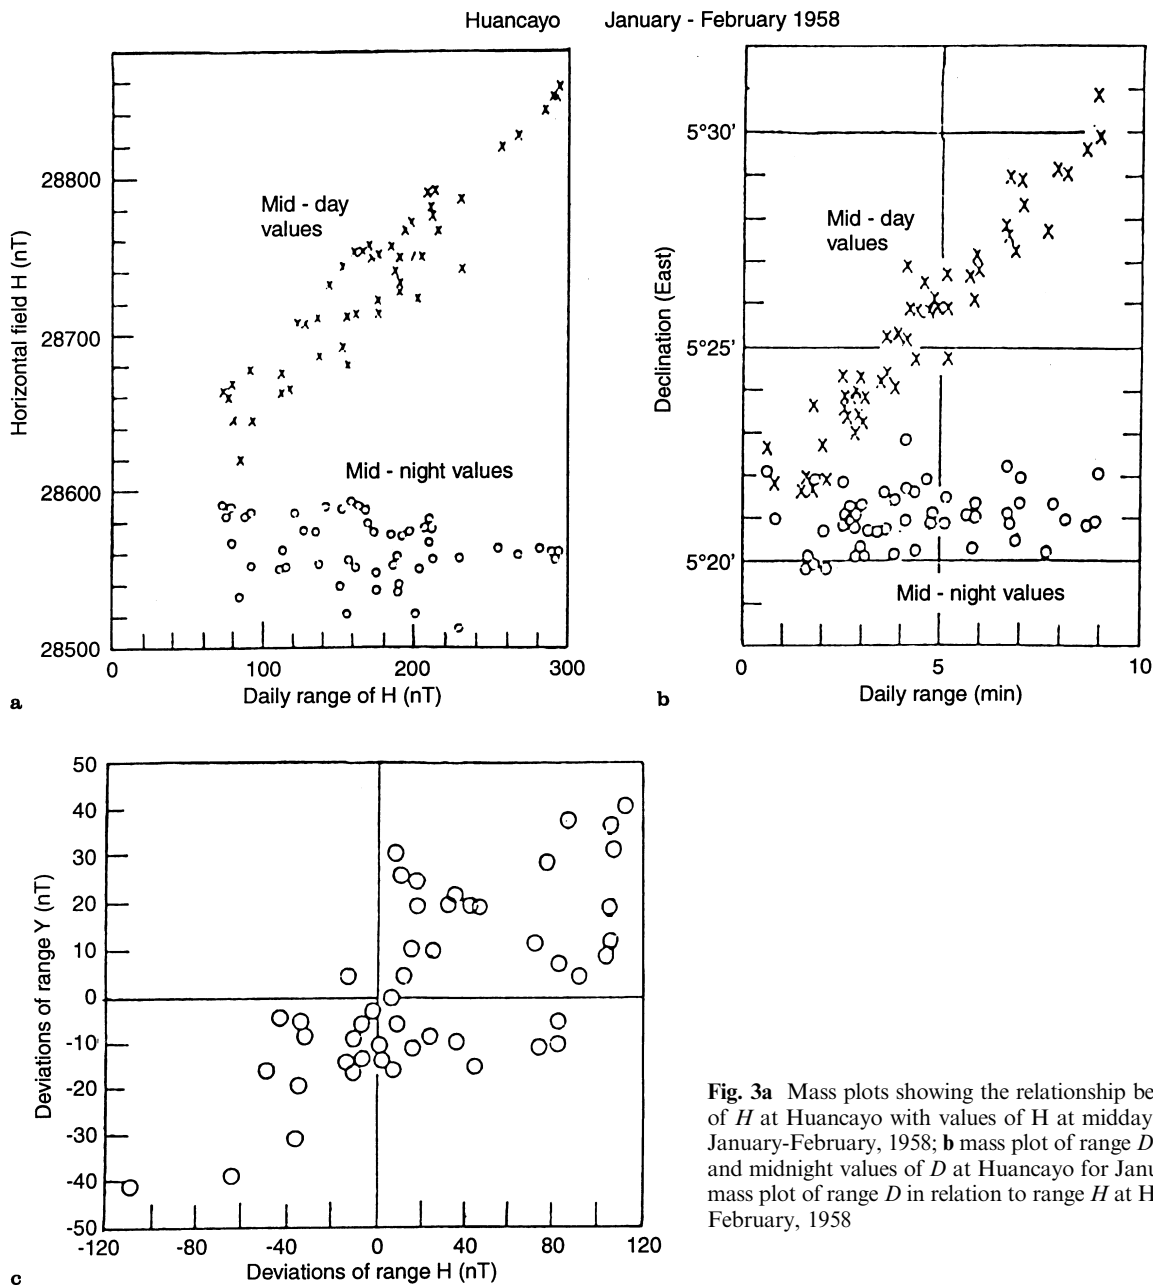 Huancayo January - February 1958
Horizontal field H (nT)
28800
28700
28600
28500
Mid - day
values
Mid - night values
0 100 200 300
Daily range of H (nT)
a
Declination (East)
5°30'
5°25'
5°20'
Mid - day
values
Mid - night values
0 5 10
Daily range (min)
b
Deviations of range Y (nT)
50
40
30
20
10
0
-10
-20
-30
-40
-50
-120 -80 -40 0 40 80 120
Deviations of range H (nT)
c
Fig. 3a Mass plots showing the relationship be
of H at Huancayo with values of H at midday
January-February, 1958; b mass plot of range D
and midnight values of D at Huancayo for Janu
mass plot of range D in relation to range H at H
February, 1958